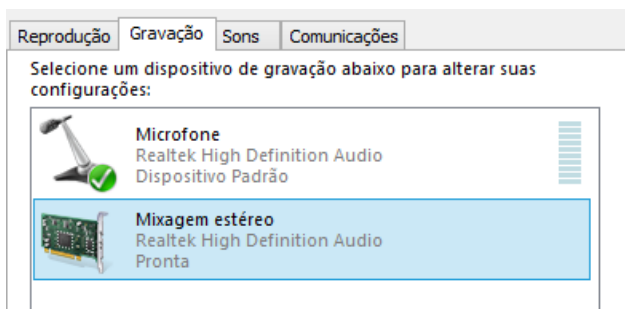 Reprodução Gravação Sons Comunicações
Selecione um dispositivo de gravação abaixo para alterar suas
configurações:
Microfone
Realtek High Definition Audio
Dispositivo Padrão
Mixagem estéreo
Realtek High Definition Audio
Pronta